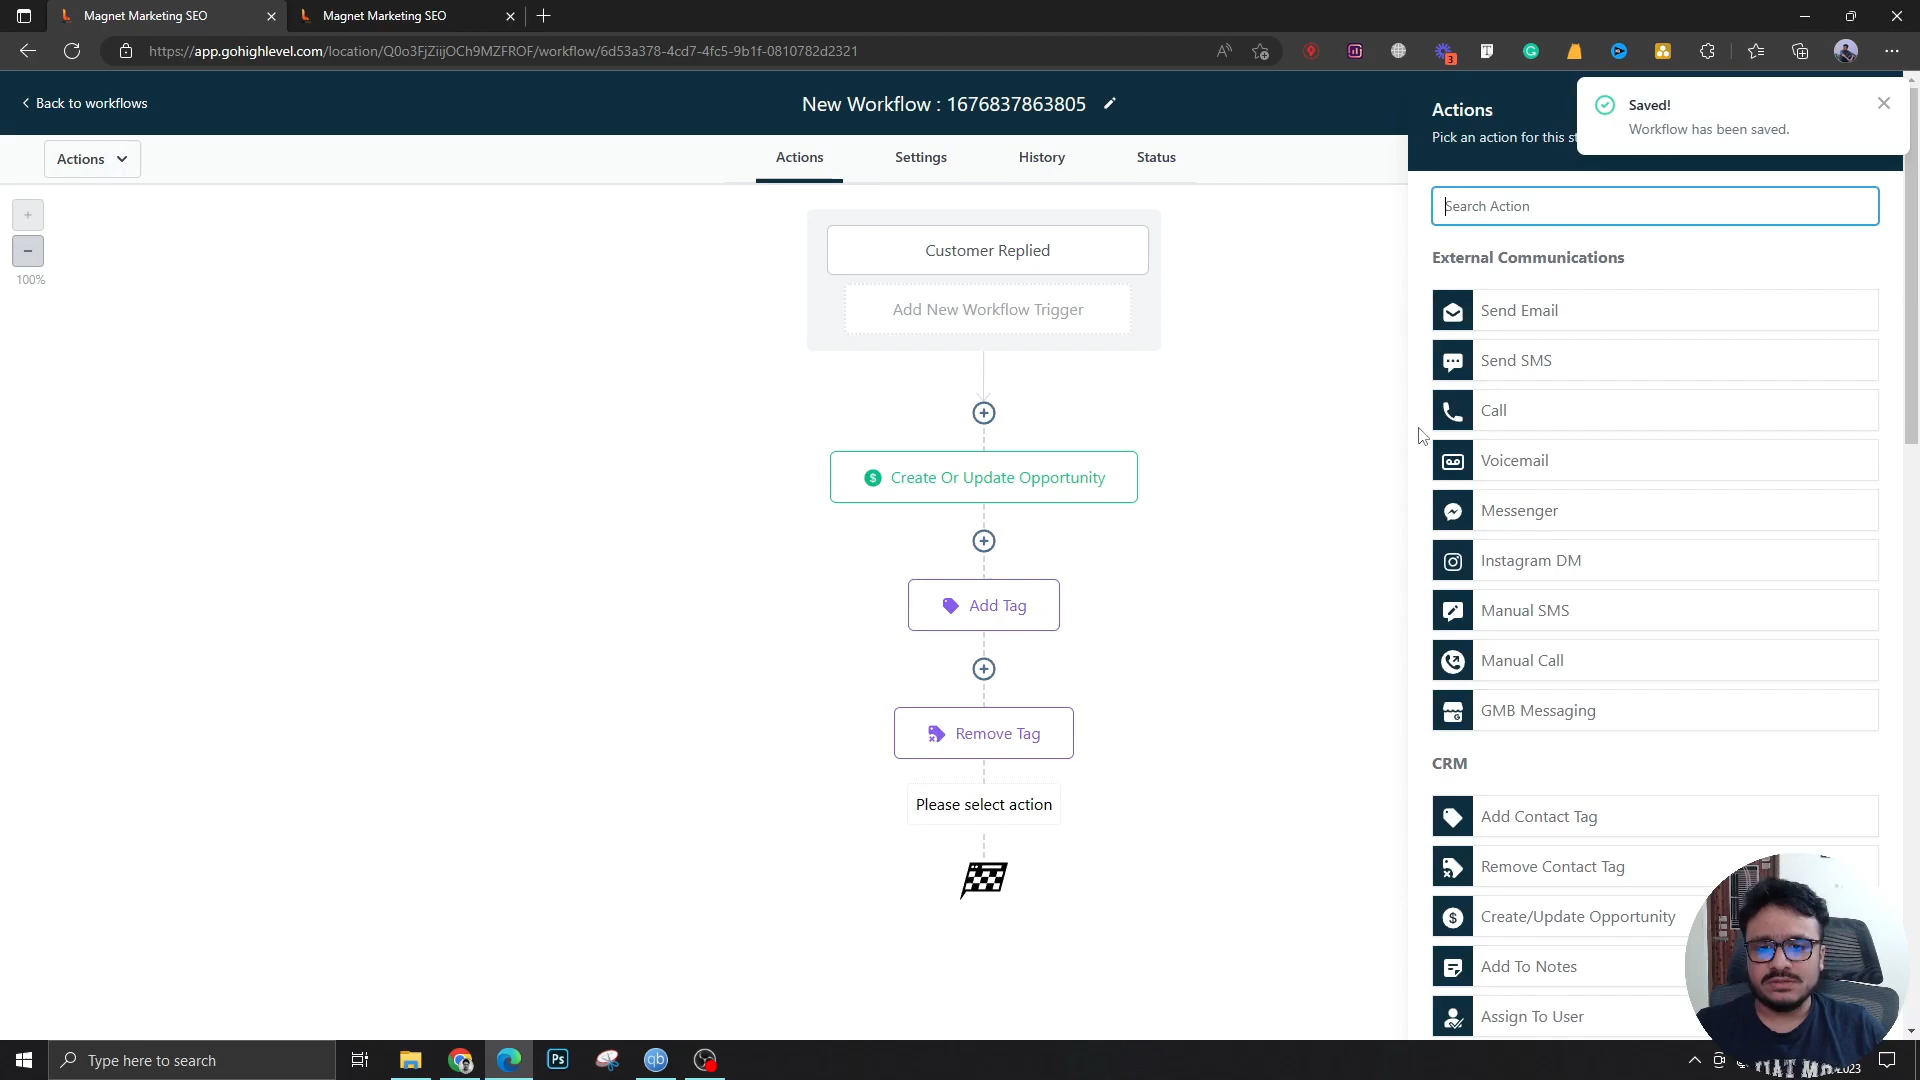 Magnet Marketing SEO
Magnet Marketing SEO
https://app.gohighlevel.com/location/Q0o3FjZiijOCh9MZFROF/workflow/6d53a378-4cd7-4fc5-9b1f-0810782d2321
3
Back to workflows
New Workflow : 1676837863805
Actions
Pick an action for this st
Saved!
Workflow has been saved.
Actions
Actions
Settings
History
Status
100%
Customer Replied
Add New Workflow Trigger
Create Or Update Opportunity
Add Tag
Remove Tag
Please select action
Search Action
External Communications
Send Email
Send SMS
Call
Voicemail
Messenger
Instagram DM
Manual SMS
Manual Call
GMB Messaging
CRM
Add Contact Tag
Remove Contact Tag
Create/Update Opportunity
Add To Notes
Assign To User
Type here to search
Ps
qb